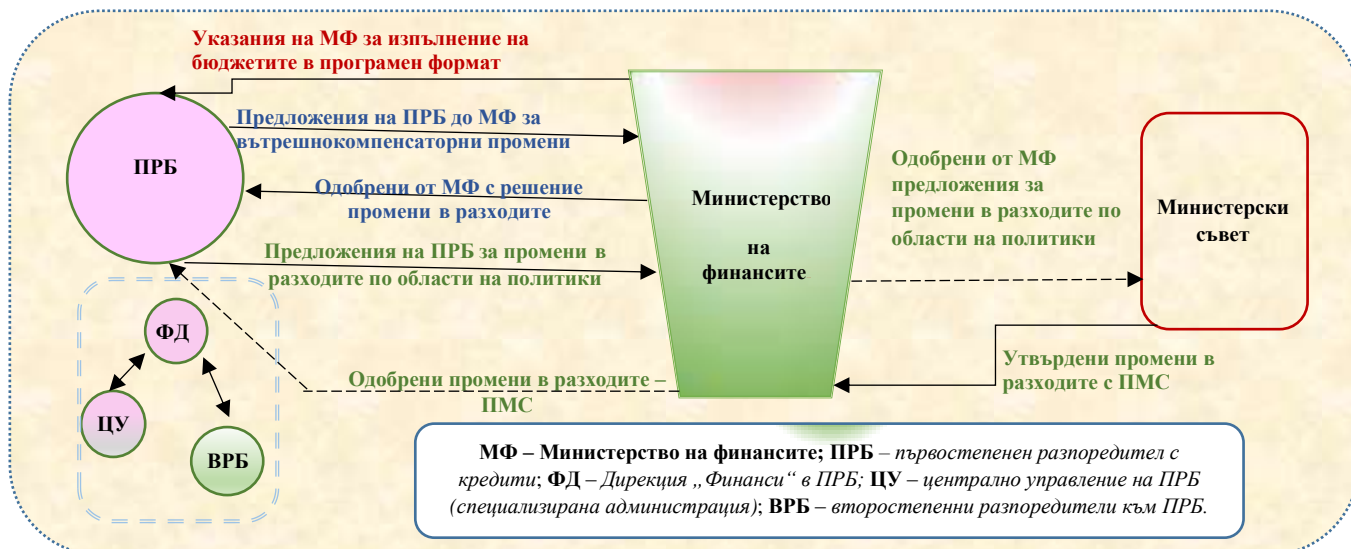 Указания на МФ за изпълнение на
бюджетите в програмен формат
ПРБ
Предложения на ПРБ до МФ за
вътрешнокомпенсаторни промени
Одобрени от МФ с решение
промени в разходите
Предложения на ПРБ за промени в
разходите по области на политики
Министерство
на
финансите
Одобрени от МФ
предложения за
промени в разходите по
области на политики
Министерски
съвет
ФД
ЦУ
ВРБ
Одобрени промени в разходите –
ПМС
Утвърдени промени в
разходите с ПМС
МФ – Министерство на финансите; ПРБ – първостепенен разпоредител с
кредити; ФД – Дирекция „Финанси“ в ПРБ; ЦУ – централно управление на ПРБ
(специализирана администрация); ВРБ – второстепенни разпоредители към ПРБ.